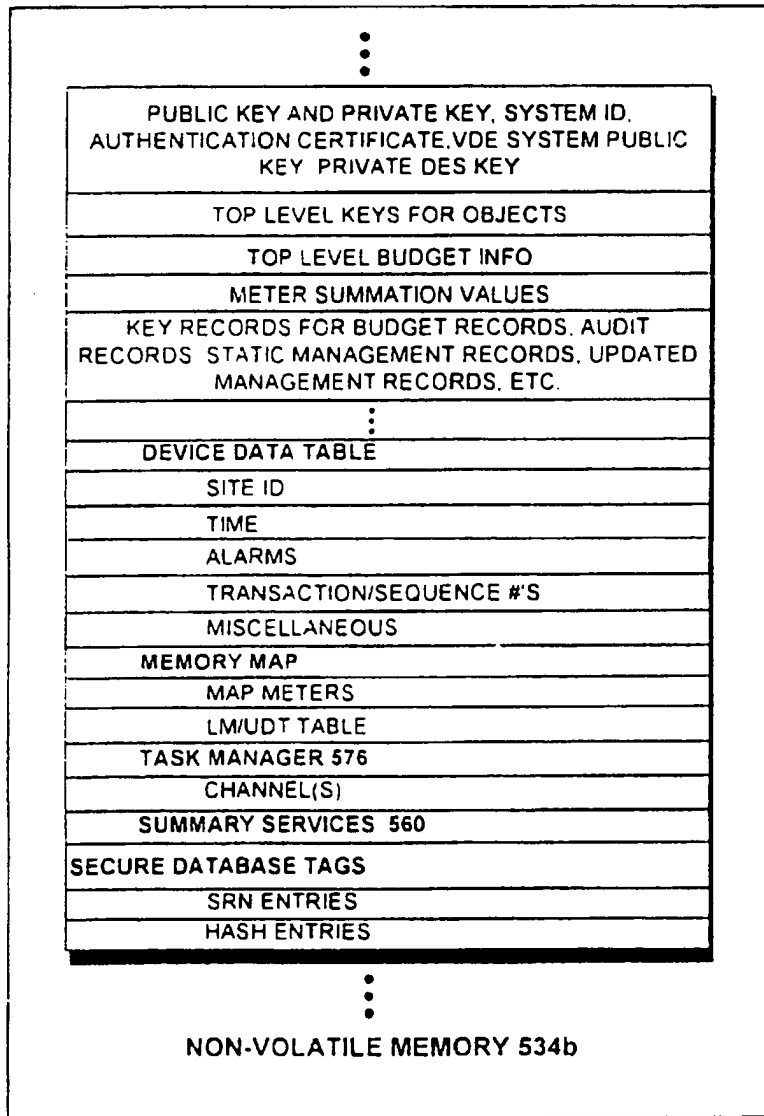 PUBLIC KEY AND PRIVATE KEY, SYSTEM ID,
AUTHENTICATION CERTIFICATE,VDE SYSTEM PUBLIC
KEY PRIVATE DES KEY
TOP LEVEL KEYS FOR OBJECTS
TOP LEVEL BUDGET INFO
METER SUMMATION VALUES
KEY RECORDS FOR BUDGET RECORDS, AUDIT
RECORDS STATIC MANAGEMENT RECORDS, UPDATED
MANAGEMENT RECORDS, ETC.
DEVICE DATA TABLE
SITE ID
TIME
ALARMS
TRANSACTION/SEQUENCE #'S
MISCELLANEOUS
MEMORY MAP
MAP METERS
LM/UDT TABLE
TASK MANAGER 576
CHANNEL(S)
SUMMARY SERVICES 560
SECURE DATABASE TAGS
SRN ENTRIES
HASH ENTRIES
NON-VOLATILE MEMORY 534b